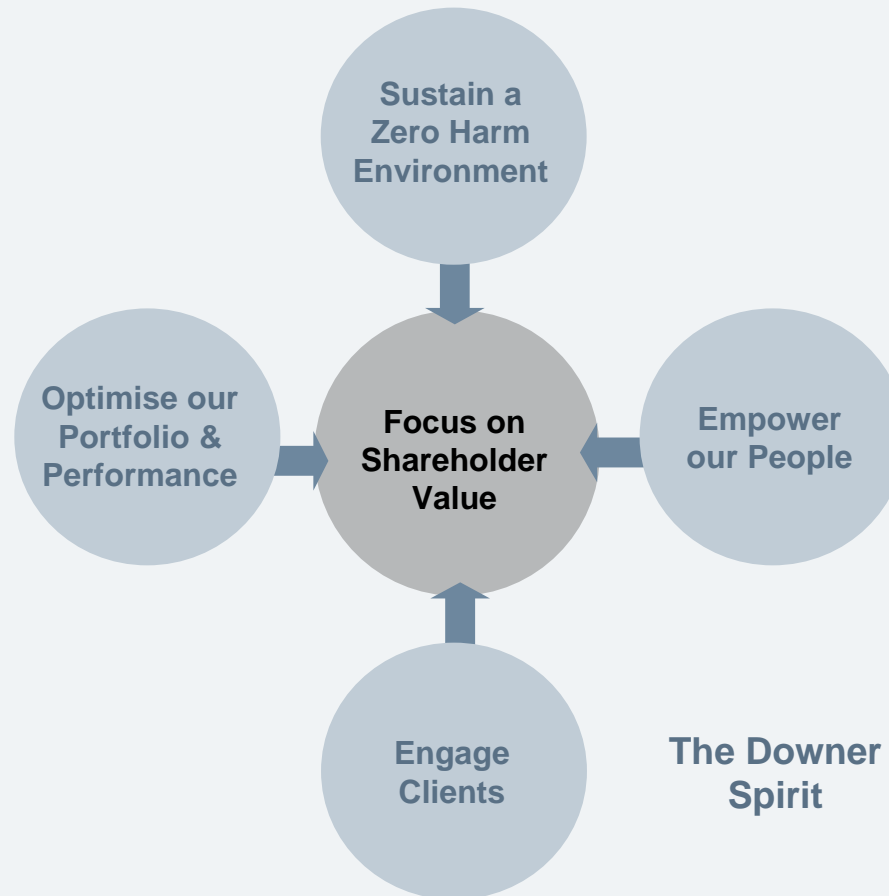 Sustain a
Zero Harm
Environment
Optimise our
Portfolio &
Performance
Focus on
Shareholder
Value
Empower
our People
Engage
Clients
The Downer
Spirit